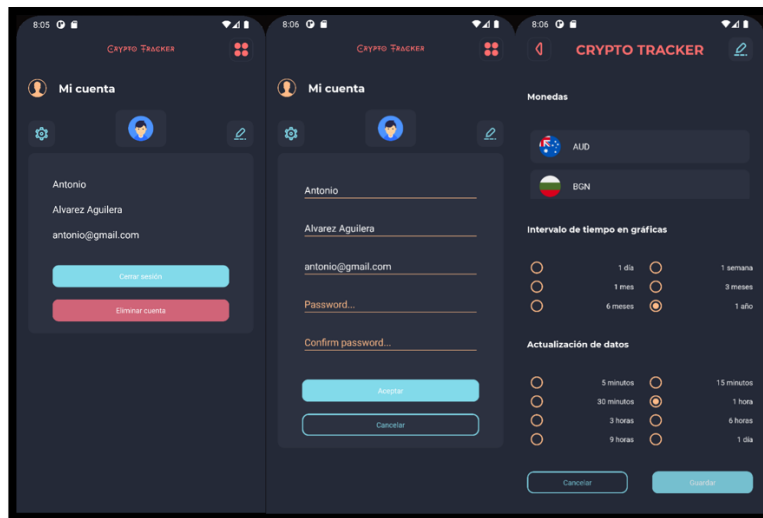 8:05
CRYPTO TRACKER
Mi cuenta
Antonio
Alvarez Aguilera
antonio@gmail.com
Cerrar sesión
Eliminar cuenta
8:06
CRYPTO TRACKER
Mi cuenta
Antonio
Alvarez Aguilera
antonio@gmail.com
Password...
Confirm password...
Aceptar
Cancelar
8:06
CRYPTO TRACKER
Monedas
AUD
BGN
Intervalo de tiempo en gráficas
1 día 1 semana
1 mes 3 meses
6 meses 1 año
Actualización de datos
5 minutos 15 minutos
30 minutos 1 hora
3 horas 6 horas
9 horas 1 día
Cancelar Guardar